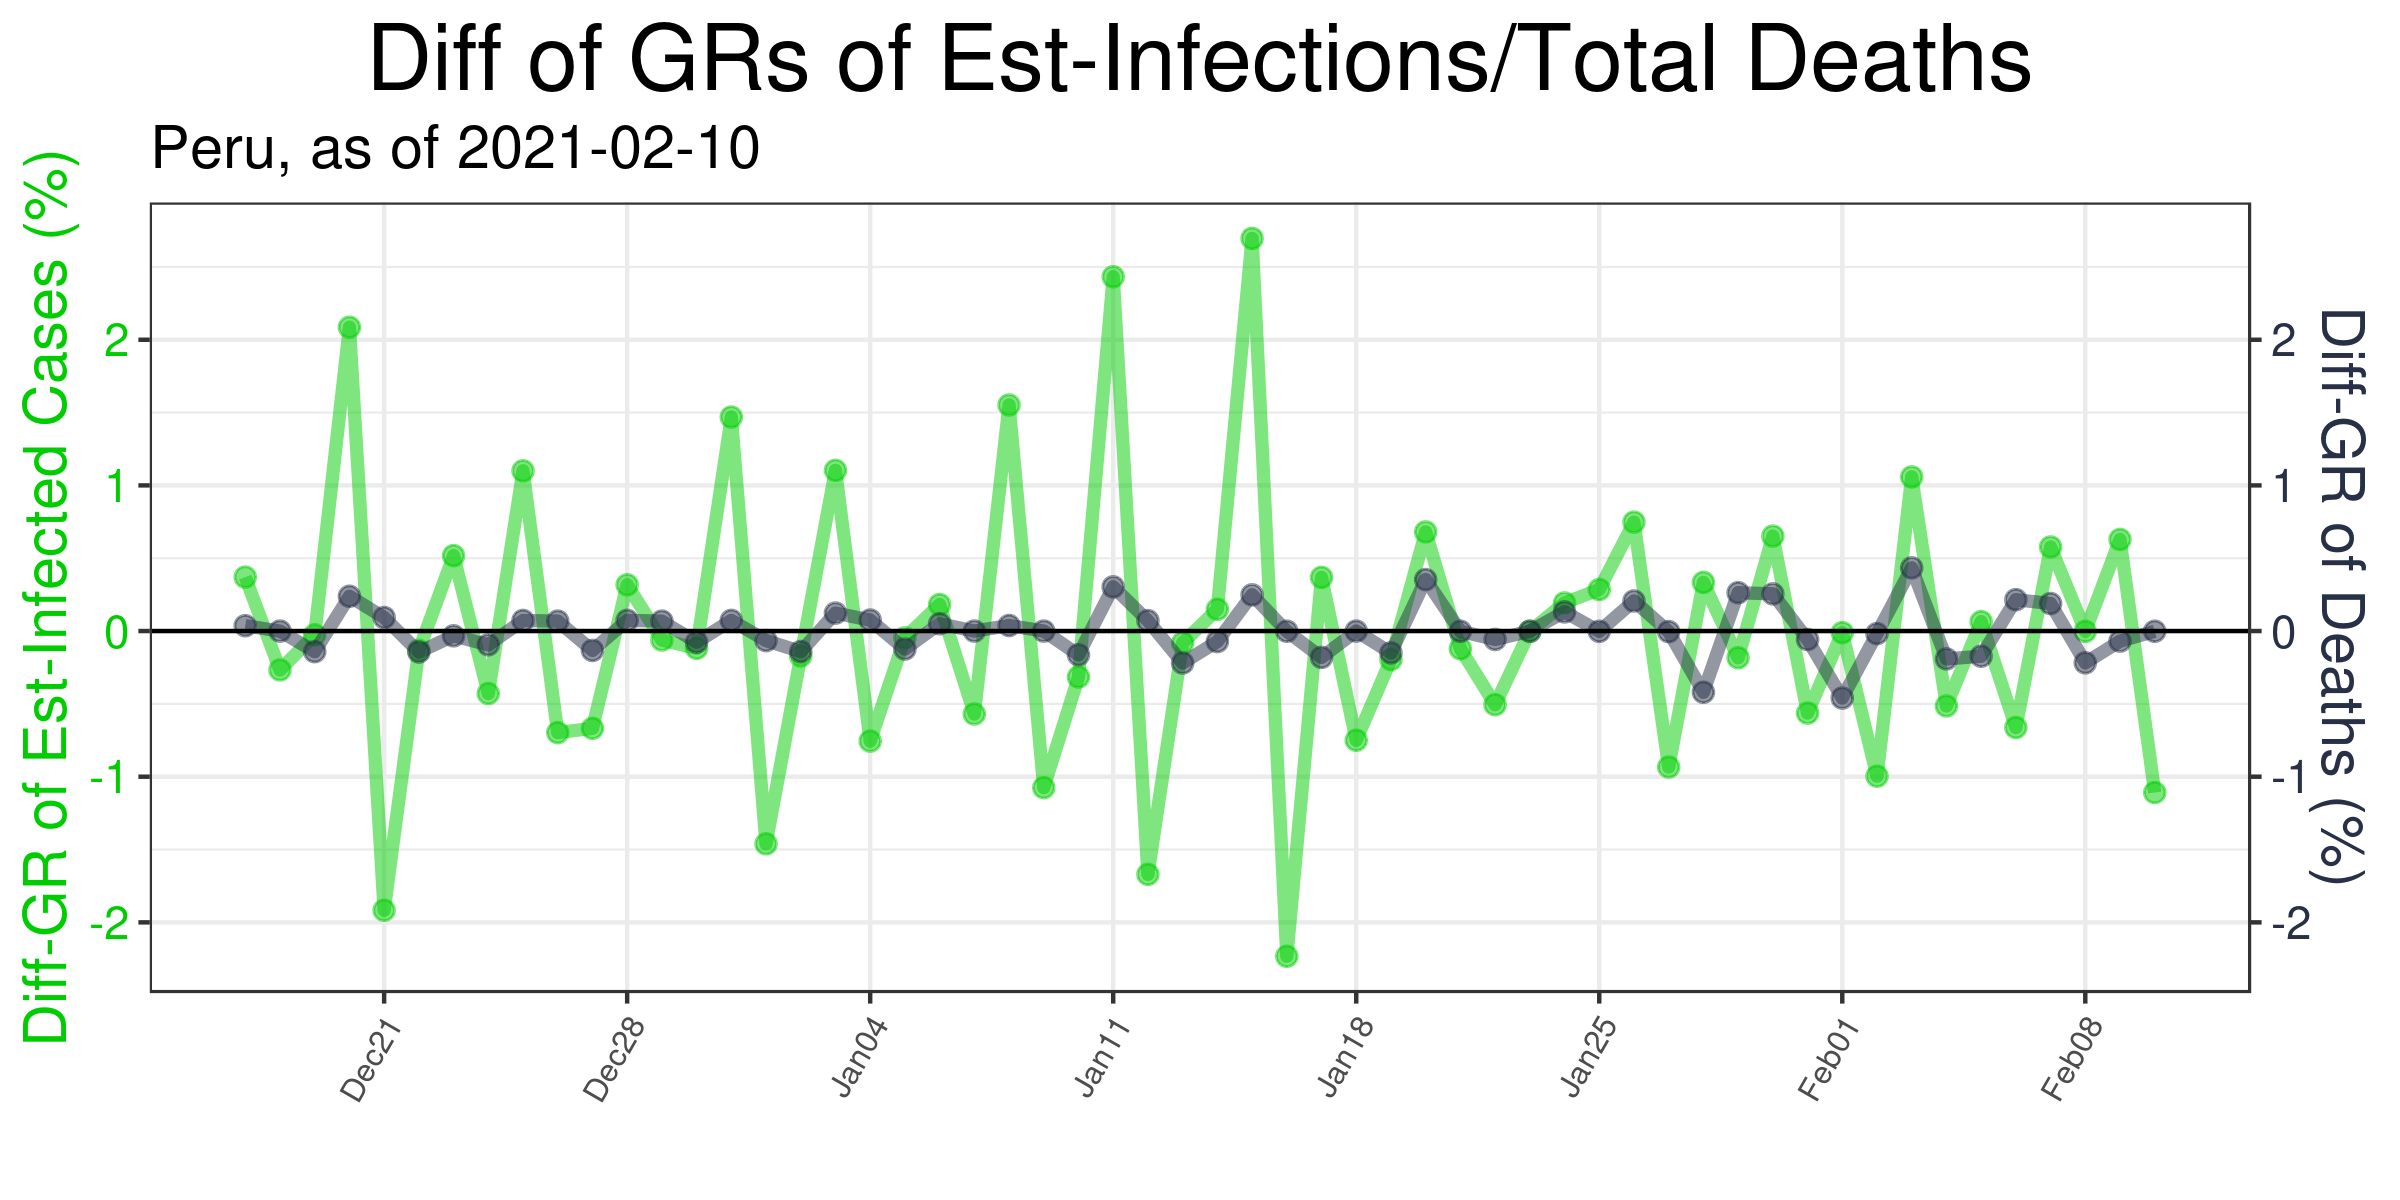 Diff of GRs of Est-Infections/Total Deaths
Peru, as of 2021-02-10
Diff-GR of Est-Infected Cases (%)
2
1
0
-1
-2
2
1
0
-1
-2
Diff-GR of Deaths (%)
Dec21
Dec28
Jan04
Jan11
Jan18
Jan25
Feb01
Feb08